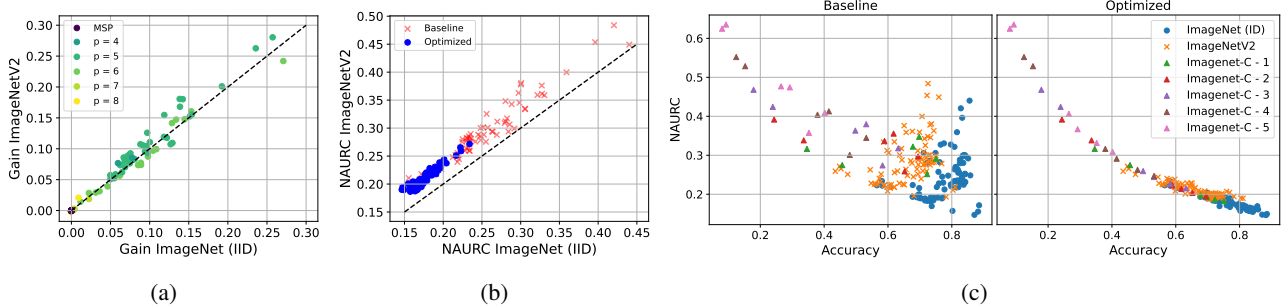 Gain ImageNetV2
0.30
0.25
0.20
0.15
0.10
0.05
0.00
MSP
p = 4
p = 5
p = 6
p = 7
p = 8
0.00 0.05 0.10 0.15 0.20 0.25 0.30
Gain ImageNet (IID)
(a)
NAURC ImageNetV2
0.50
0.45
0.40
0.35
0.30
0.25
0.20
0.15
Baseline
Optimized
0.15 0.20 0.25 0.30 0.35 0.40 0.45
NAURC ImageNet (IID)
(b)
Baseline
Optimized
NAURC
0.6
0.5
0.4
0.3
0.2
0.2 0.4 0.6 0.8
Accuracy
ImageNet (ID)
ImageNetV2
Imagenet-C - 1
Imagenet-C - 2
Imagenet-C - 3
Imagenet-C - 4
Imagenet-C - 5
0.2 0.4 0.6 0.8
Accuracy
(c)